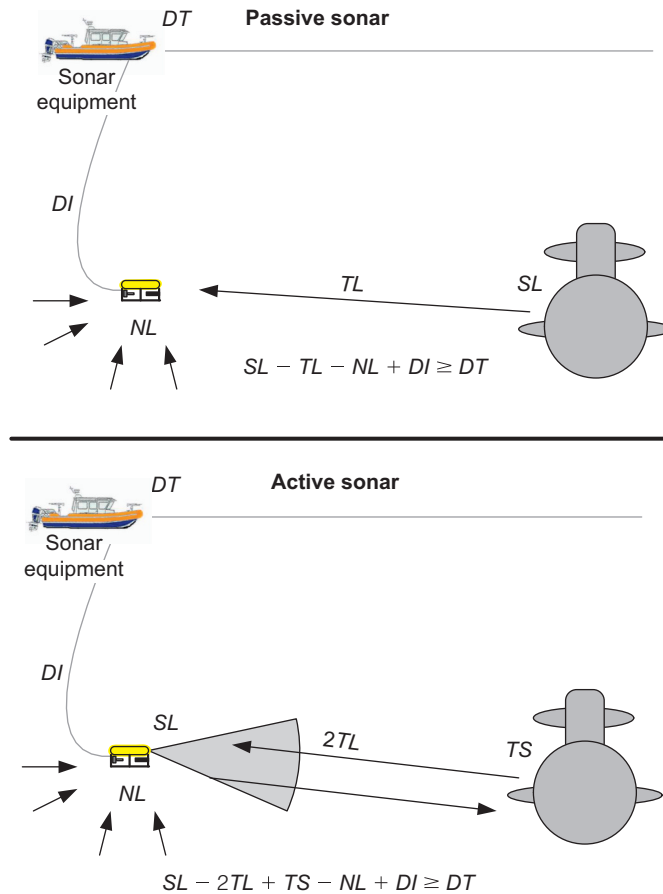 DT
Passive sonar
Sonar
equipment
DI
TL
SL
NL
SL − TL − NL + DI ≥ DT
DT
Active sonar
Sonar
equipment
DI
SL
2TL
TS
NL
SL − 2TL + TS − NL + DI ≥ DT